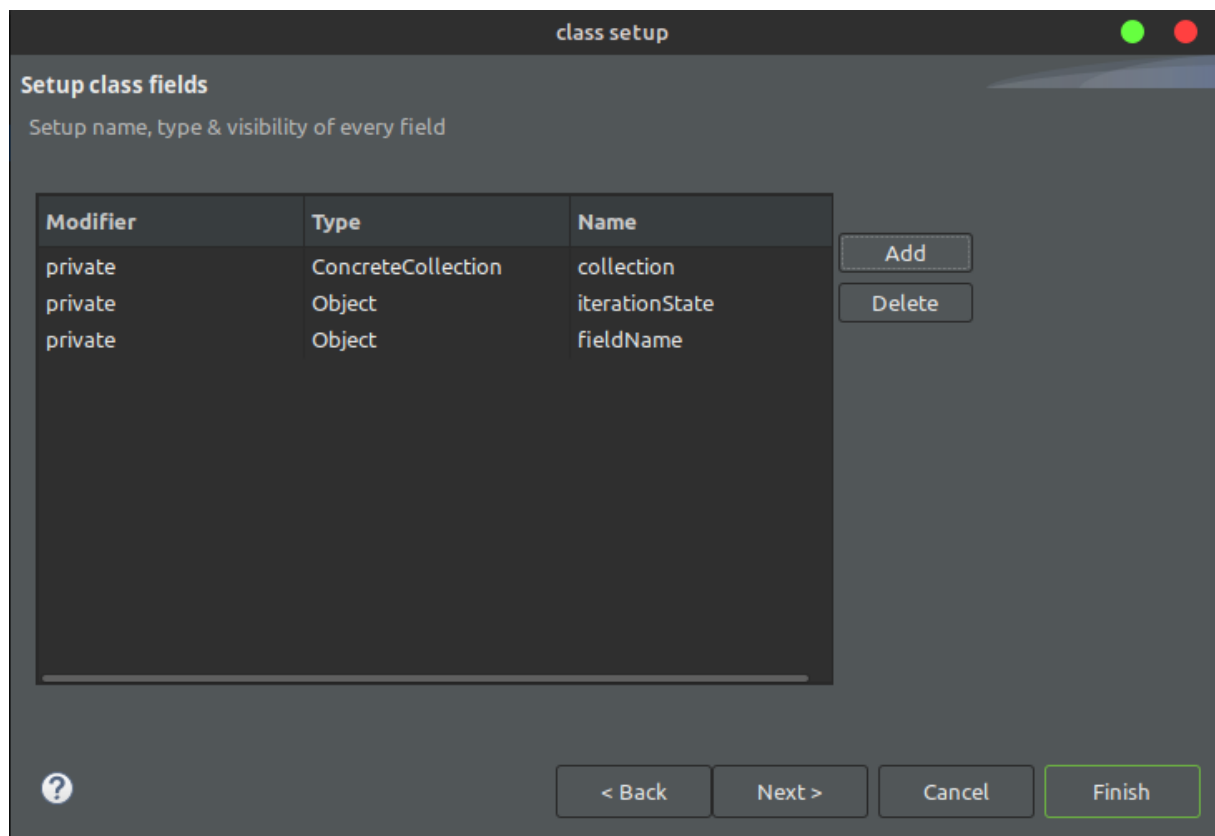 class setup
Setup class fields
Setup name, type & visibility of every field
Modifier Type Name
private ConcreteCollection collection
private Object iterationState
private Object fieldName
Add
Delete
?
< Back Next > Cancel Finish